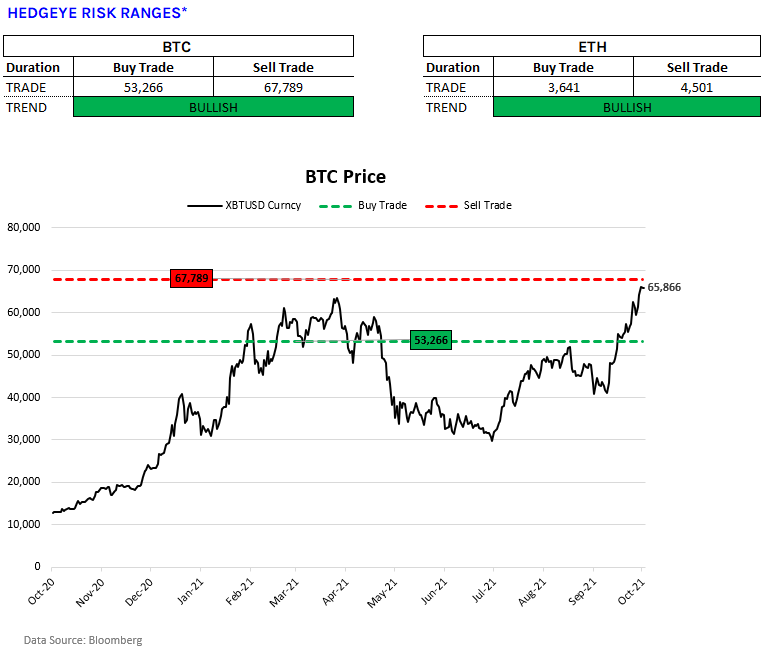 HEDGEYE RISK RANGES*
BTC
Duration Buy Trade Sell Trade
TRADE 53,266 67,789
TREND BULLISH
ETH
Duration Buy Trade Sell Trade
TRADE 3,641 4,501
TREND BULLISH
BTC Price
XBTUSD Curncy Buy Trade Sell Trade
80,000
70,000
60,000
50,000
40,000
30,000
20,000
10,000
0
67,789
65,866
53,266
Oct-20 Nov-20 Dec-20 Jan-21 Feb-21 Mar-21 Apr-21 May-21 Jun-21 Jul-21 Aug-21 Sep-21 Oct-21
Data Source: Bloomberg